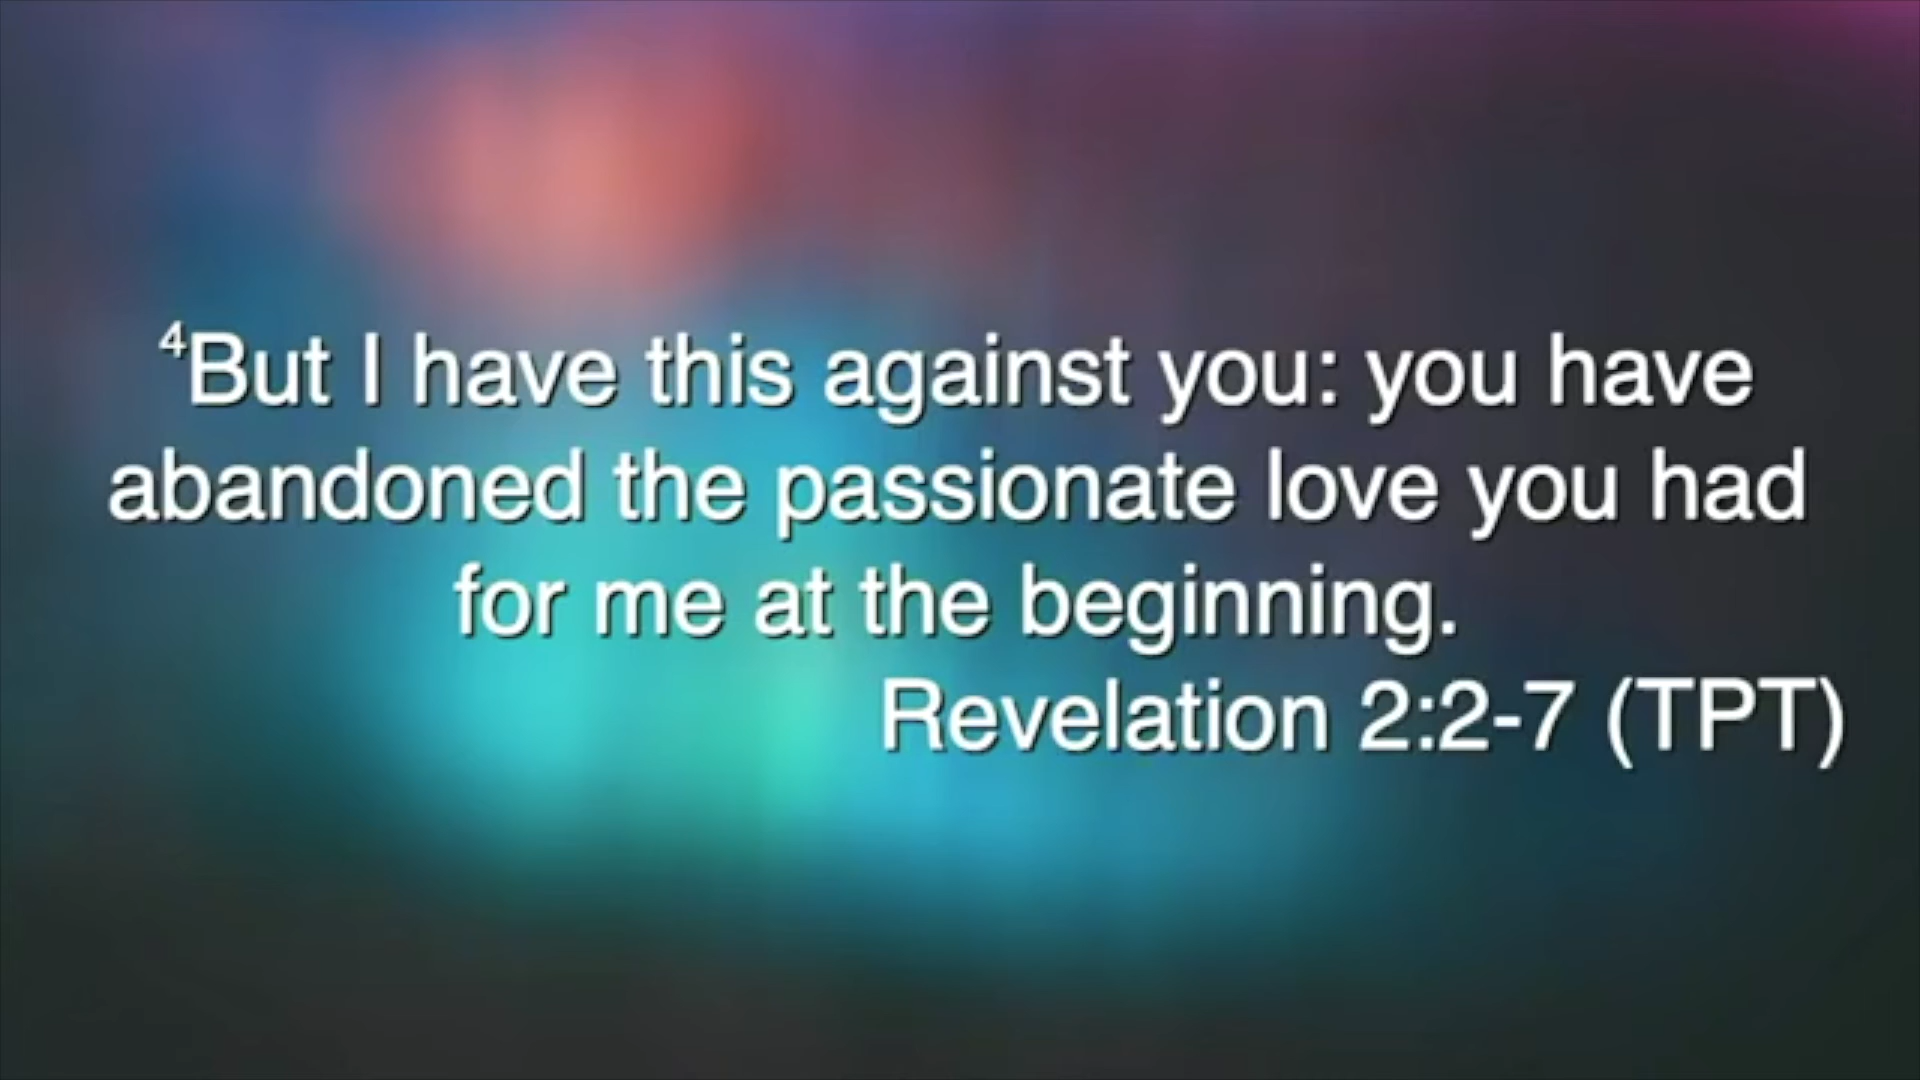 ⁴But I have this against you: you have
abandoned the passionate love you had
for me at the beginning.
Revelation 2:2-7 (TPT)